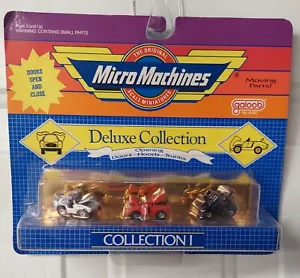 WARNING: CONTAINS SMALL PARTS
THE ORIGINAL
Micro Machines
SCALE MINIATURES
DOORS
OPEN
AND
CLOSE
Moving
Parts!
galoob
Deluxe Collection
Opening
Doors·Hoods·Trunks
COLLECTION I